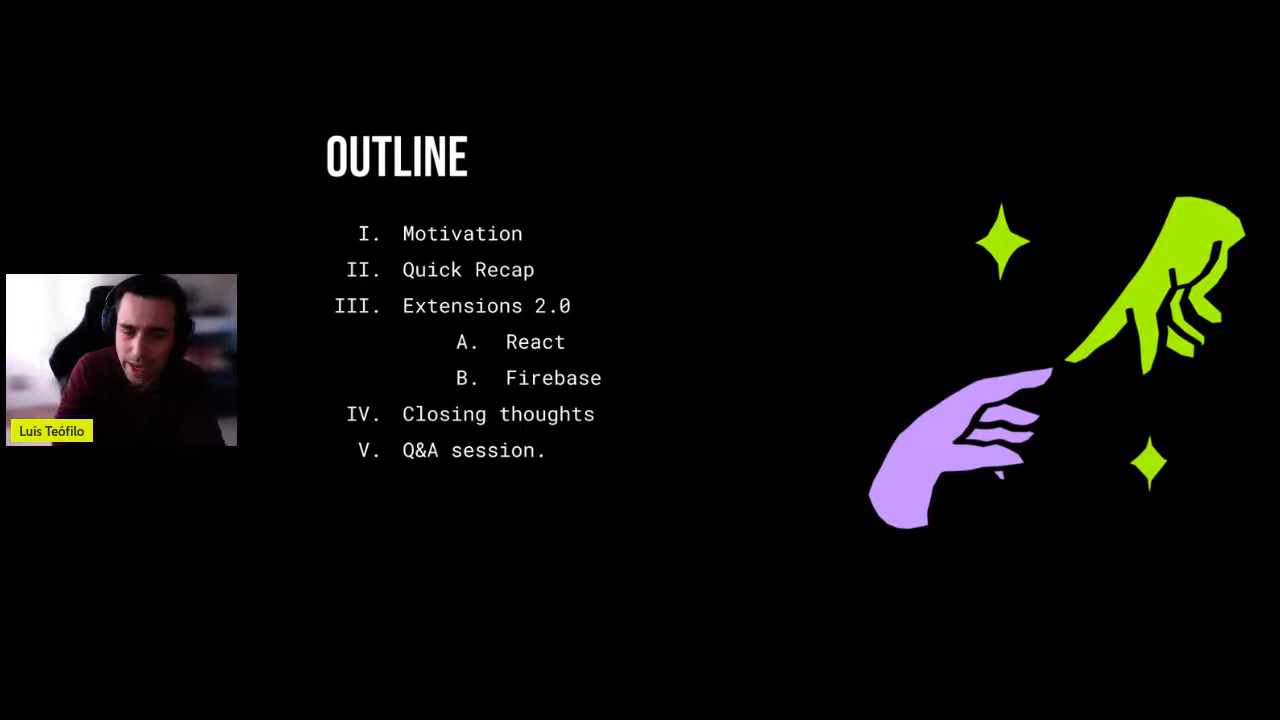 OUTLINE
I. Motivation
II. Quick Recap
III. Extensions 2.0
A. React
B. Firebase
IV. Closing thoughts
V. Q&A session.
Luís Teófilo